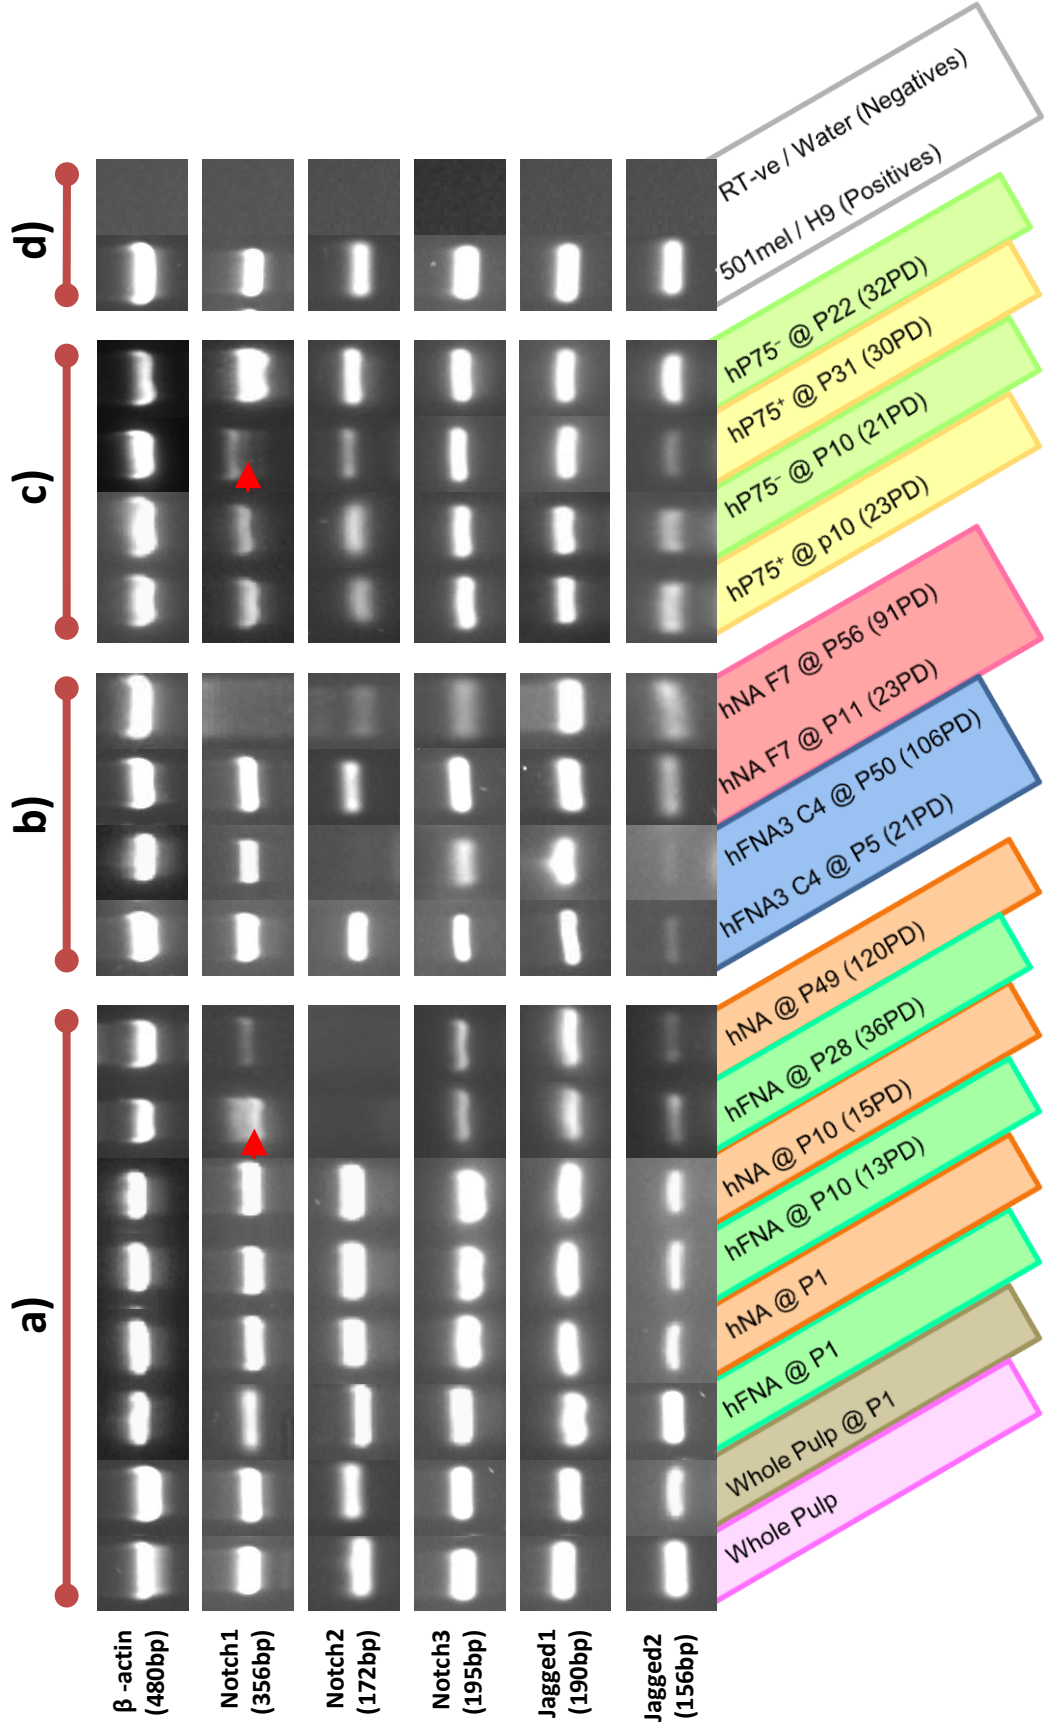 a)
b)
c)
d)
β -actin
(480bp)
Notch1
(356bp)
Notch2
(172bp)
Notch3
(195bp)
Jagged1
(190bp)
Jagged2
(156bp)
Whole Pulp
Whole Pulp @ P1
hFNA @ P1
hNA @ P1
hFNA @ P10 (13PD)
hNA @ P10 (15PD)
hFNA @ P28 (36PD)
hNA @ P49 (120PD)
hFNA3 C4 @ P5 (21PD)
hFNA3 C4 @ P50 (106PD)
hNA F7 @ P11 (23PD)
hNA F7 @ P56 (91PD)
hP75⁺ @ p10 (23PD)
hP75⁻ @ P10 (21PD)
hP75⁺ @ P31 (30PD)
hP75⁻ @ P22 (32PD)
501mel / H9 (Positives)
RT-ve / Water (Negatives)